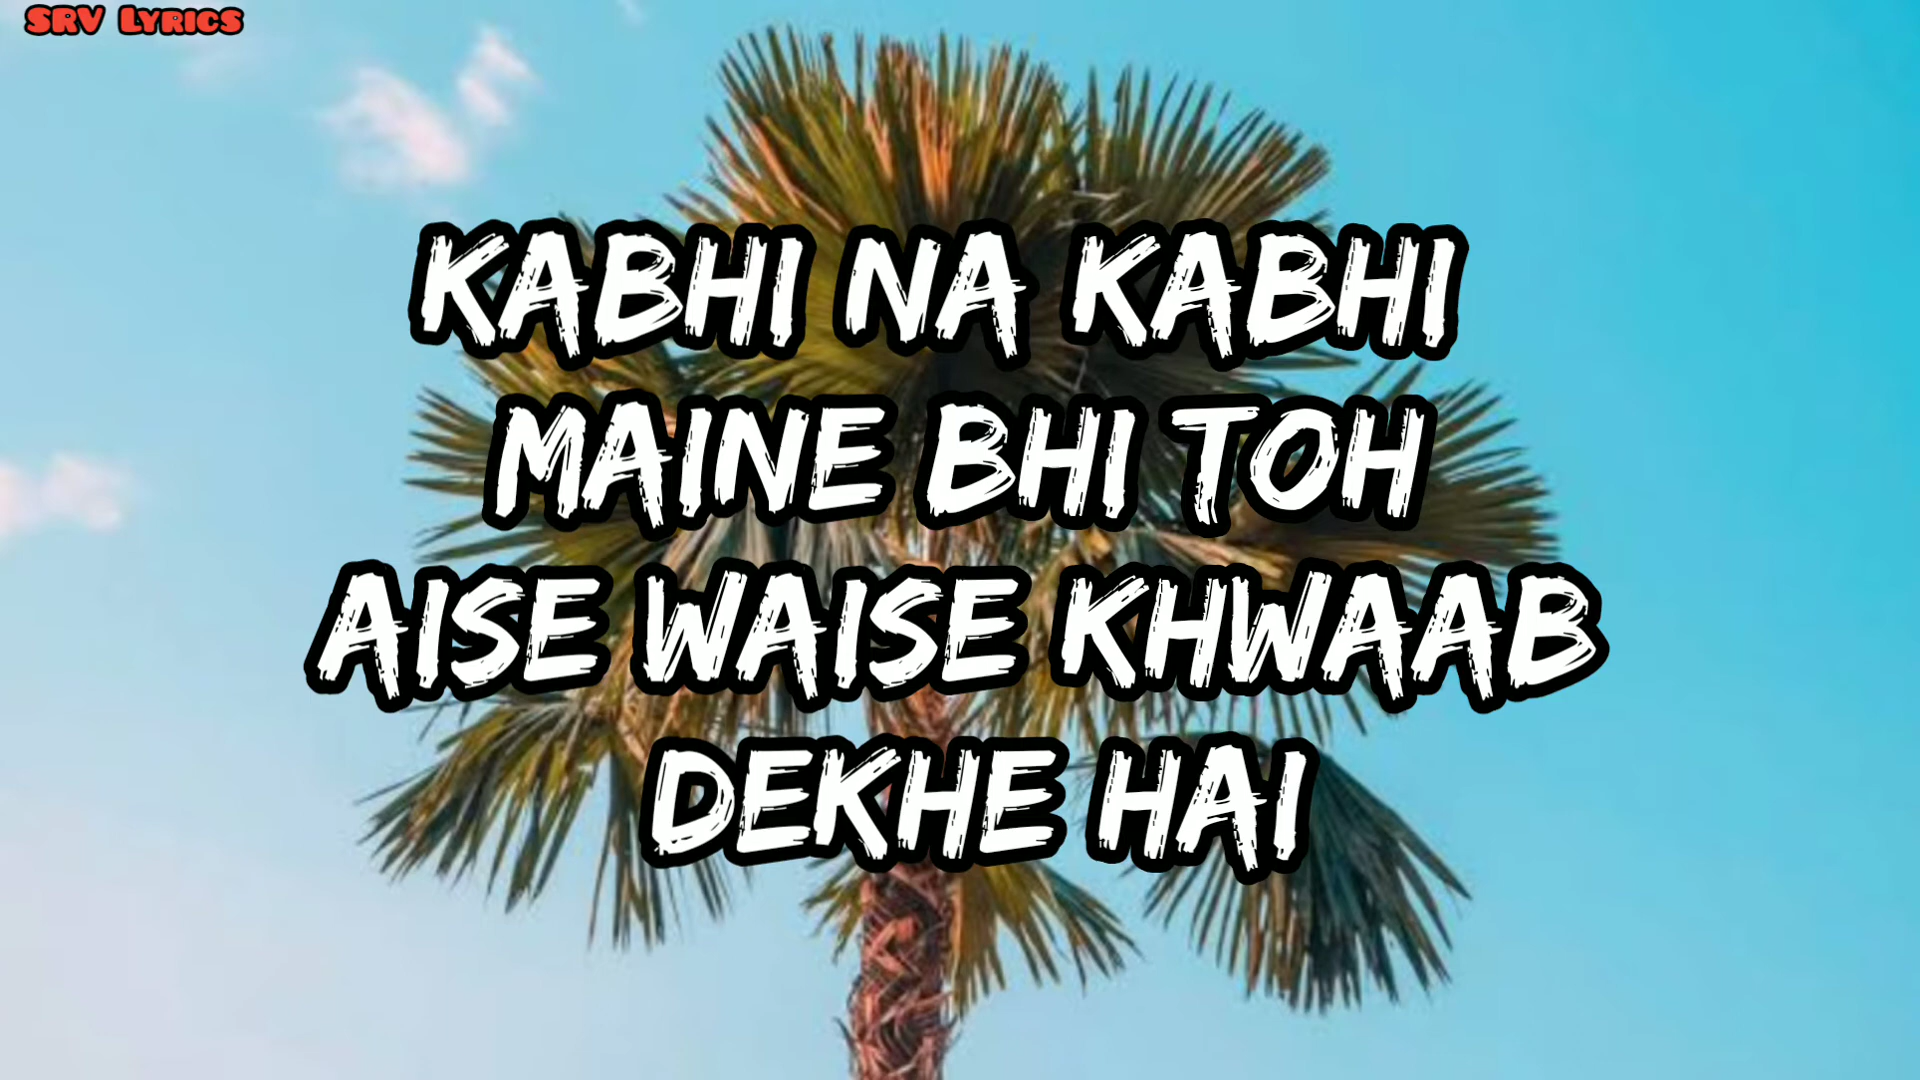 SRV Lyrics
KABHI NA KABHI
MAINE BHI TOH
AISE WAISE KHWAAB
DEKHE HAI